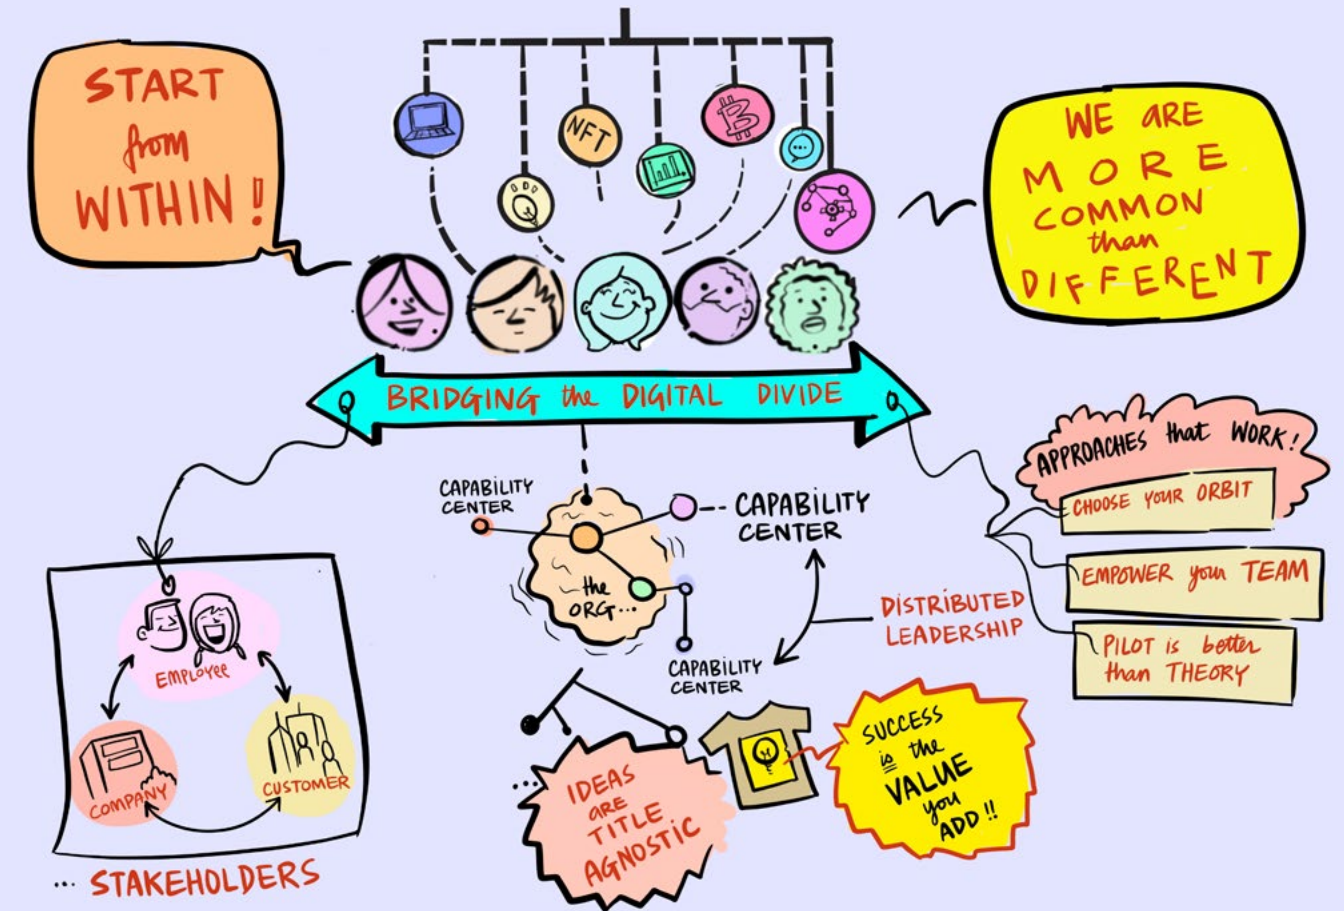 START
from
WITHIN!
NFT
WE ARE
MORE
COMMON
than
DIFFERENT
BRIDGING the DIGITAL DIVIDE
APPROACHES that WORK!
CHOOSE YOUR ORBIT
EMPOWER your TEAM
PILOT is better
than THEORY
CAPABILITY
CENTER
CAPABILITY
CENTER
the
ORG...
DISTRIBUTED
LEADERSHIP
CAPABILITY
CENTER
EMPLOYEE
COMPANY
CUSTOMER
... STAKEHOLDERS
...
IDEAS
ARE
TITLE
AGNOSTIC
SUCCESS
is the
VALUE
you
ADD!!